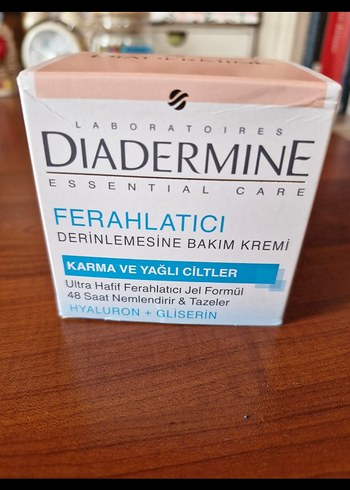 LABORATOIRES
DIADERMINE
ESSENTIAL CARE
FERAHLATICI
DERİNLEMESİNE BAKIM KREMİ
KARMA VE YAĞLI CİLTLER
Ultra Hafif Ferahlatıcı Jel Formül
48 Saat Nemlendirir & Tazeler
HYALURON + GLİSERİN